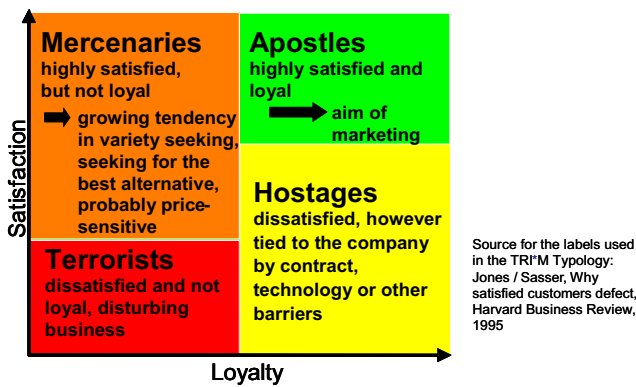 Mercenaries
highly satisfied,
but not loyal
growing tendency
in variety seeking,
seeking for the
best alternative,
probably price-
sensitive
Apostles
highly satisfied and
loyal
aim of
marketing
Terrorists
dissatisfied and not
loyal, disturbing
business
Hostages
dissatisfied, however
tied to the company
by contract,
technology or other
barriers
Satisfaction
Loyalty
Source for the labels used
in the TRI*M Typology:
Jones / Sasser, Why
satisfied customers defect,
Harvard Business Review,
1995